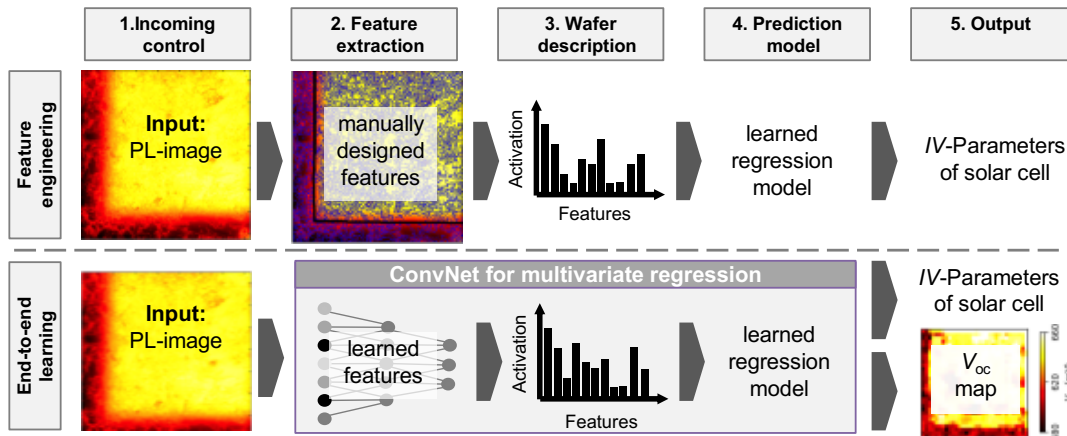 1.Incoming
control
2. Feature
extraction
3. Wafer
description
4. Prediction
model
5. Output
Feature
engineering
Input:
PL-image
manually
designed
features
Activation
Features
learned
regression
model
IV-Parameters
of solar cell
End-to-end
learning
Input:
PL-image
ConvNet for multivariate regression
learned
features
Activation
Features
learned
regression
model
IV-Parameters
of solar cell
Voc
map
660
620